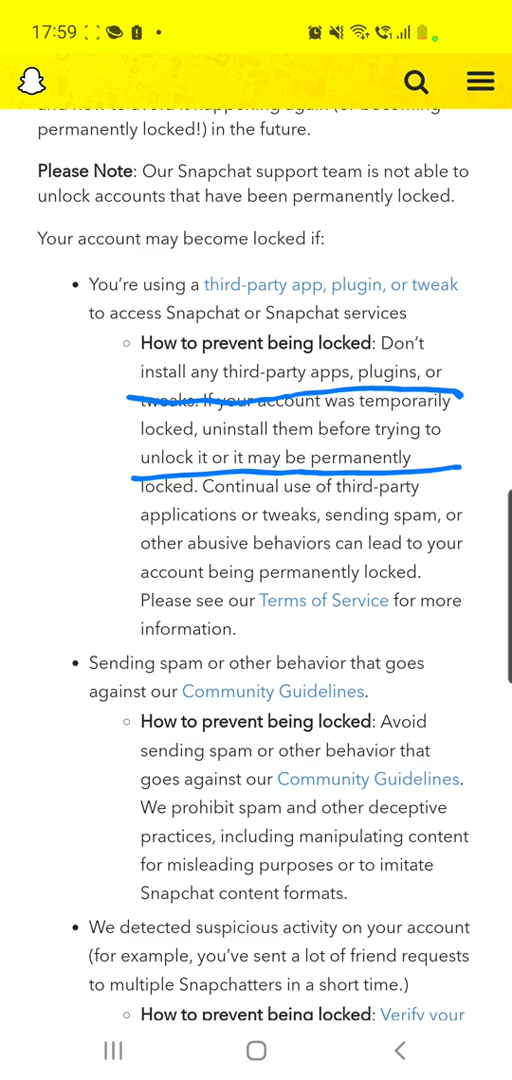 17:59
permanently locked!) in the future.
Please Note: Our Snapchat support team is not able to
unlock accounts that have been permanently locked.
Your account may become locked if:
• You’re using a third-party app, plugin, or tweak
to access Snapchat or Snapchat services
○ How to prevent being locked: Don’t
install any third-party apps, plugins, or
tweaks. If your account was temporarily
locked, uninstall them before trying to
unlock it or it may be permanently
locked. Continual use of third-party
applications or tweaks, sending spam, or
other abusive behaviors can lead to your
account being permanently locked.
Please see our Terms of Service for more
information.
• Sending spam or other behavior that goes
against our Community Guidelines.
○ How to prevent being locked: Avoid
sending spam or other behavior that
goes against our Community Guidelines.
We prohibit spam and other deceptive
practices, including manipulating content
for misleading purposes or to imitate
Snapchat content formats.
• We detected suspicious activity on your account
(for example, you’ve sent a lot of friend requests
to multiple Snapchatters in a short time.)
○ How to prevent being locked: Verify your